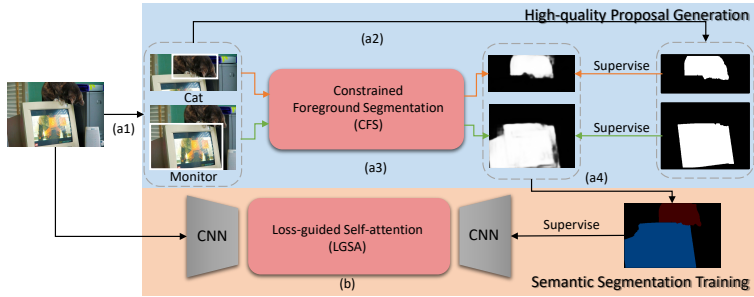 High-quality Proposal Generation
(a2)
Cat
Constrained
Foreground Segmentation
(CFS)
Supervise
(a1)
Supervise
Monitor
(a3)
(a4)
CNN
Loss-guided Self-attention
(LGSA)
CNN
Supervise
(b)
Semantic Segmentation Training